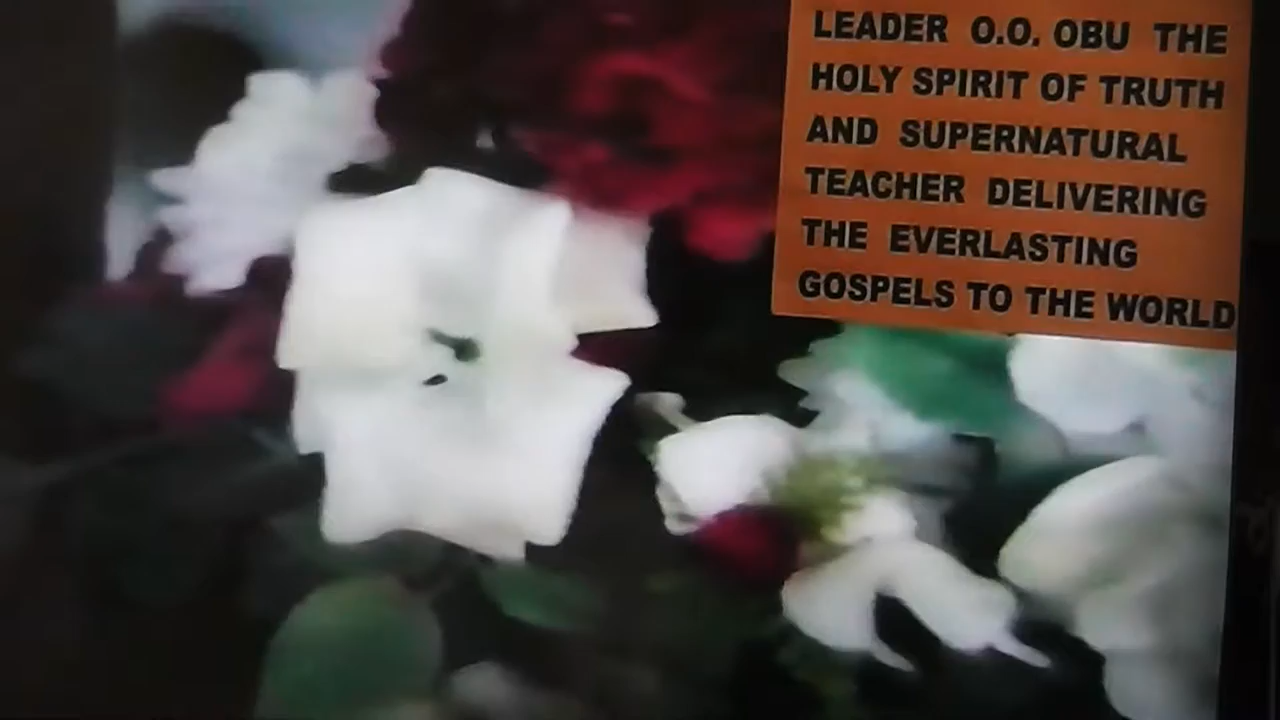 LEADER O.O. OBU THE
HOLY SPIRIT OF TRUTH
AND SUPERNATURAL
TEACHER DELIVERING
THE EVERLASTING
GOSPELS TO THE WORLD